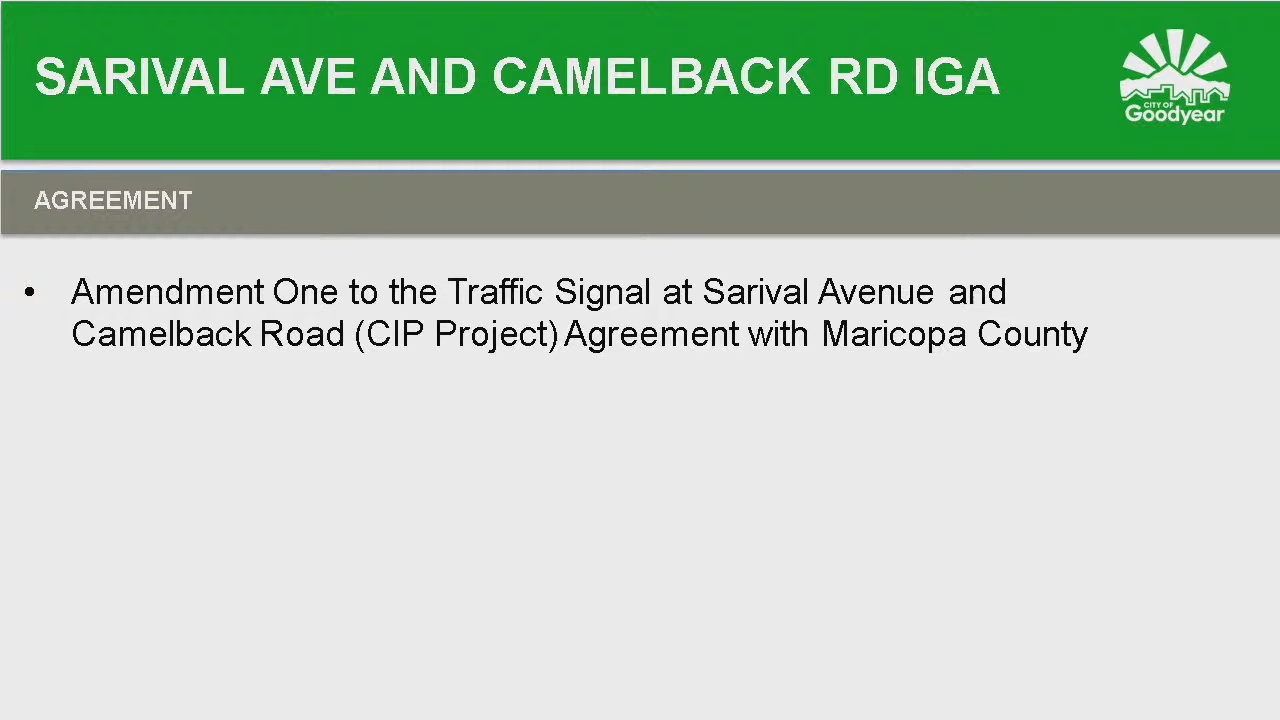 SARIVAL AVE AND CAMELBACK RD IGA
CITY OF
Goodyear
AGREEMENT
• Amendment One to the Traffic Signal at Sarival Avenue and
Camelback Road (CIP Project) Agreement with Maricopa County